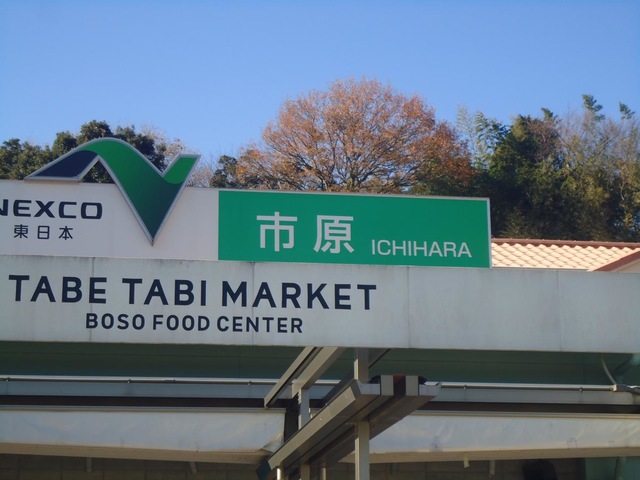 NEXCO
東日本
市原 ICHIHARA
TABE TABI MARKET
BOSO FOOD CENTER